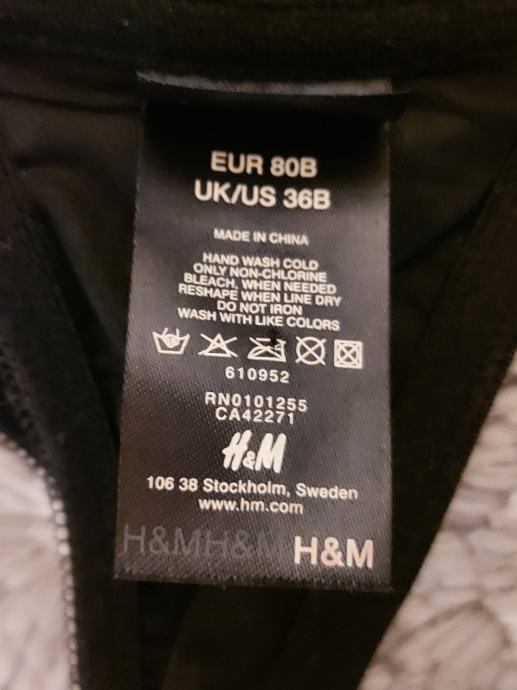 EUR 80B
UK/US 36B
MADE IN CHINA
HAND WASH COLD
ONLY NON-CHLORINE
BLEACH, WHEN NEEDED
RESHAPE WHEN LINE DRY
DO NOT IRON
WASH WITH LIKE COLORS
610952
RN0101255
CA42271
H&M
106 38 Stockholm, Sweden
www.hm.com
H&MH&M H&M